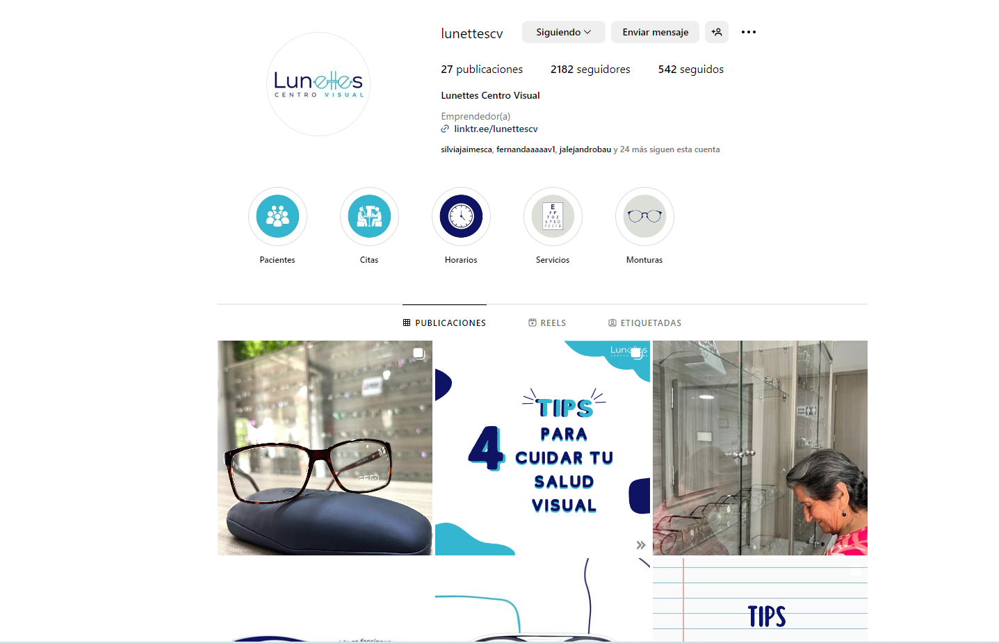 lunettescv
Siguiendo
Enviar mensaje
27 publicaciones
2182 seguidores
542 seguidos
Lunettes Centro Visual
Emprendedor(a)
linktr.ee/lunettescv
silviajaimesca, fernandaaaaav1, jalejandrobau y 24 más siguen esta cuenta
Lunettes
CENTRO VISUAL
E
F P
T O Z
L P E D
P E C F D
Pacientes
Citas
Horarios
Servicios
Monturas
PUBLICACIONES
REELS
ETIQUETADAS
Lunettes
TIPS
4
PARA
CUIDAR TU
SALUD
VISUAL
TIPS